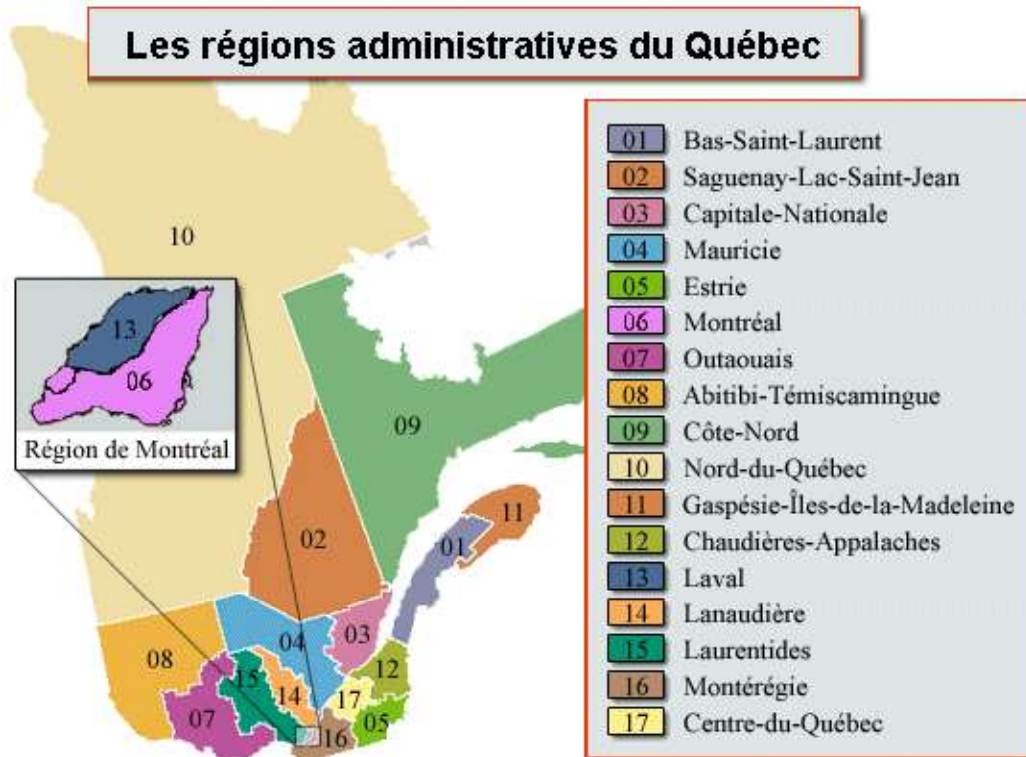 Les régions administratives du Québec
01 Bas-Saint-Laurent
02 Saguenay-Lac-Saint-Jean
03 Capitale-Nationale
04 Mauricie
05 Estrie
06 Montréal
07 Outaouais
08 Abitibi-Témiscamingue
09 Côte-Nord
10 Nord-du-Québec
11 Gaspésie-Îles-de-la-Madeleine
12 Chaudières-Appalaches
13 Laval
14 Lanaudière
15 Laurentides
16 Montérégie
17 Centre-du-Québec
10
13
06
Région de Montréal
09
11
02
01
04
03
08
12
15
14
17
07
05
16